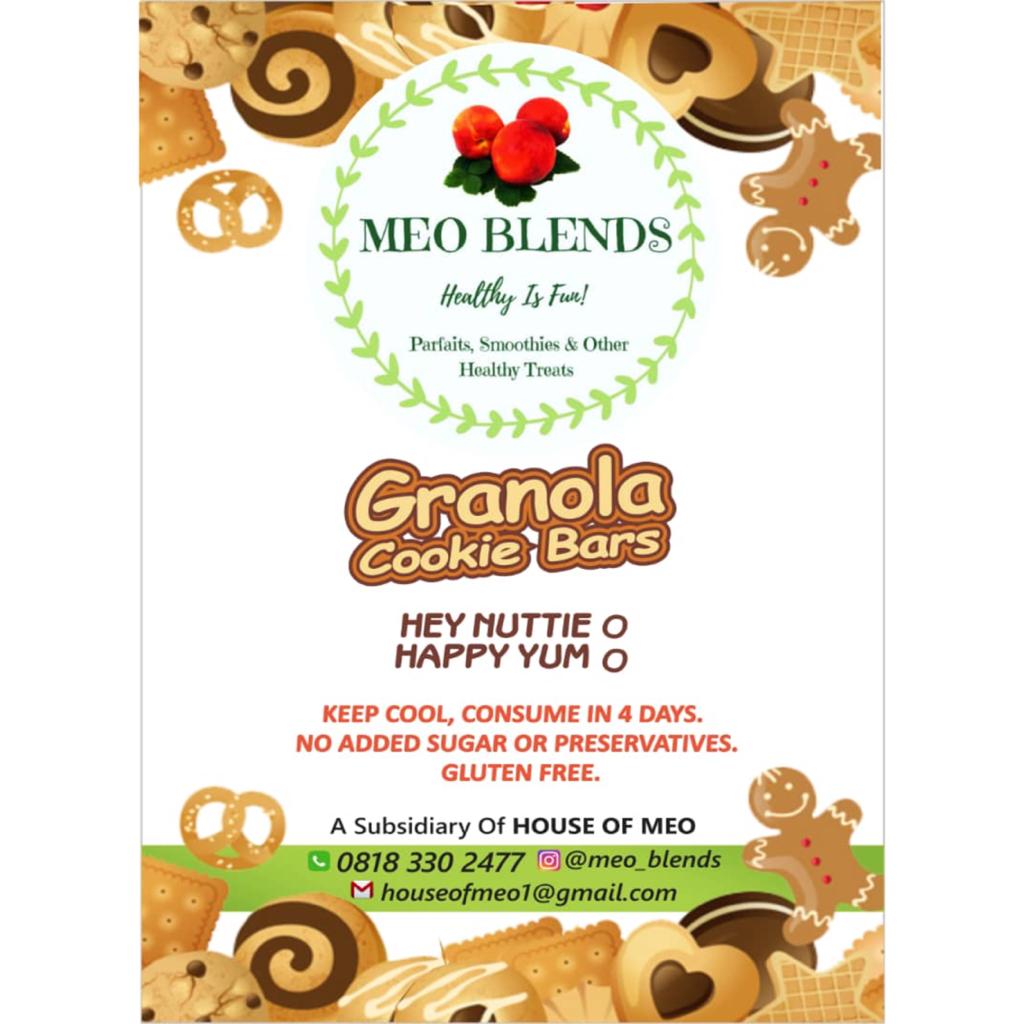 MEO BLENDS
Healthy Is Fun!
Parfaits, Smoothies & Other
Healthy Treats
Granola
Cookie Bars
HEY NUTTIE O
HAPPY YUM O
KEEP COOL, CONSUME IN 4 DAYS.
NO ADDED SUGAR OR PRESERVATIVES.
GLUTEN FREE.
A Subsidiary Of HOUSE OF MEO
0818 330 2477 @meo_blends
houseofmeo1@gmail.com